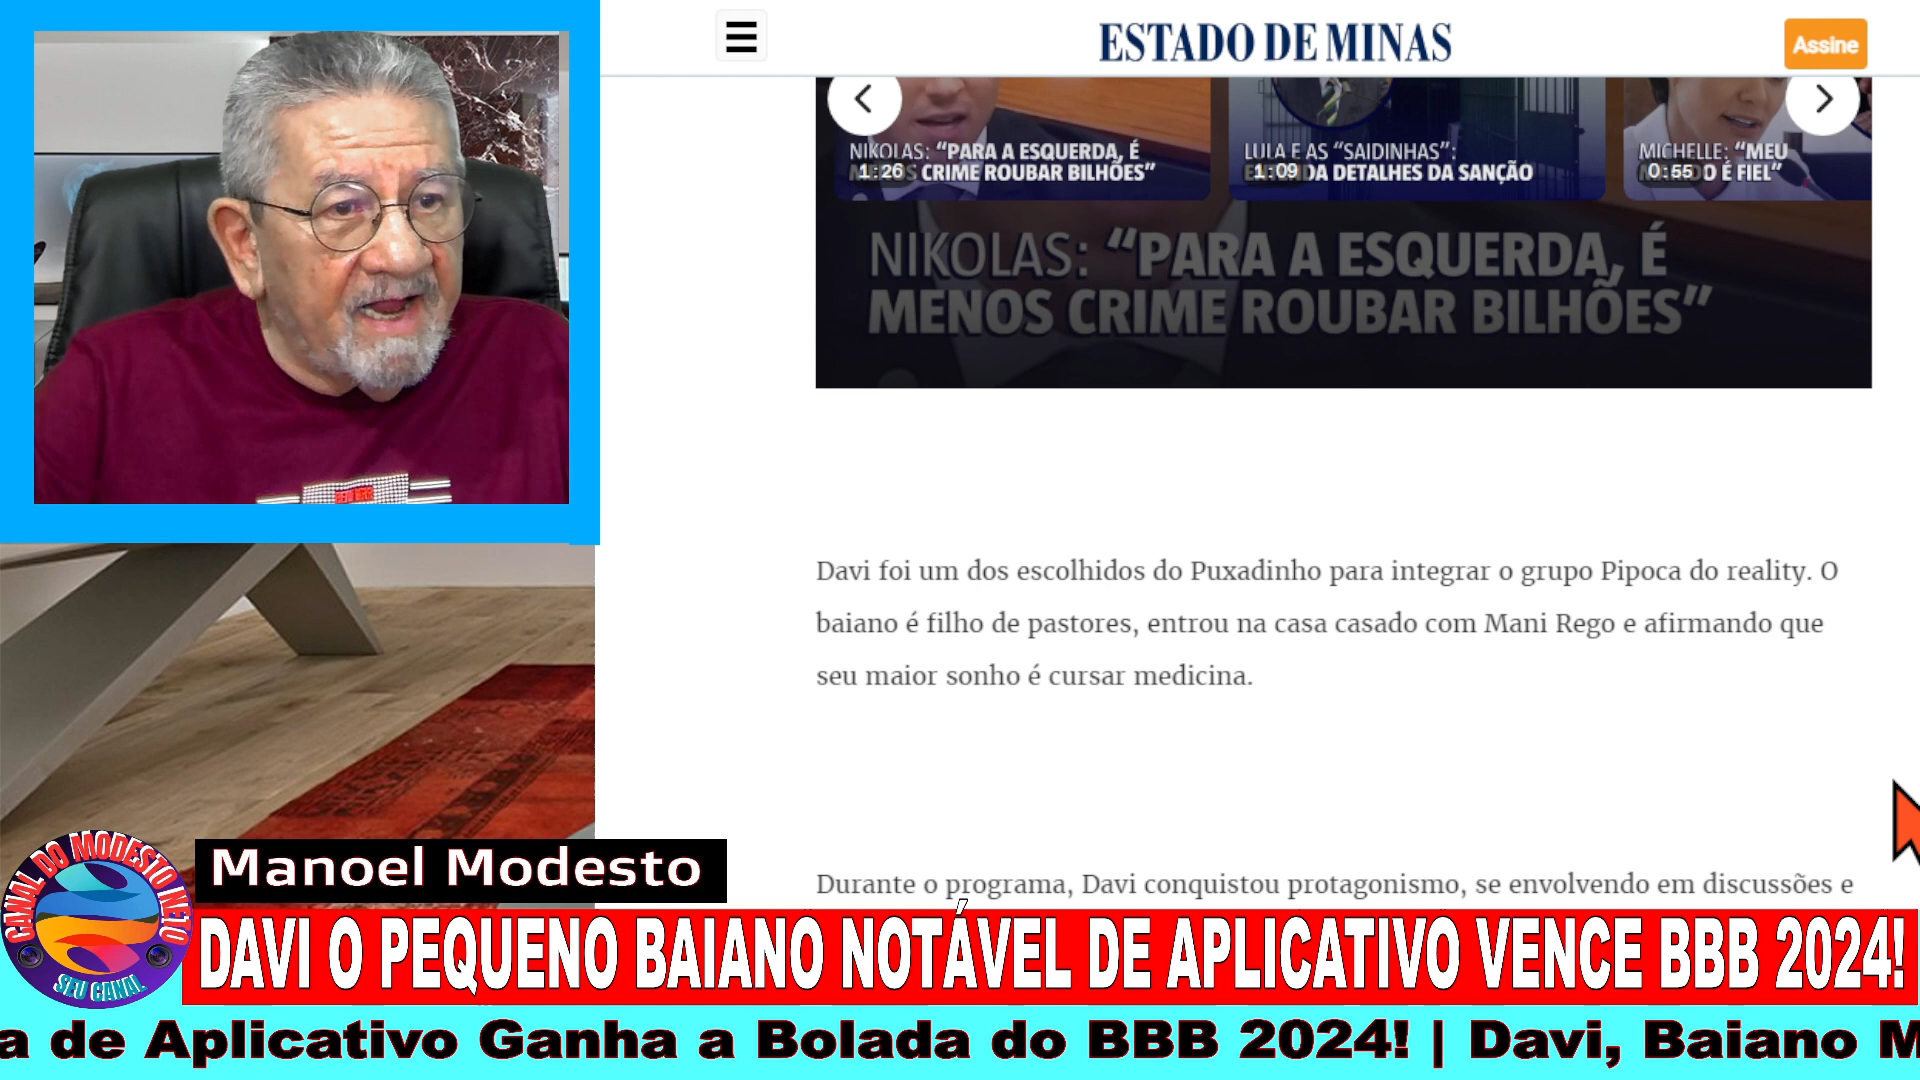 ESTADO DE MINAS
Assine
NIKOLAS: “PARA A ESQUERDA, É
MENOS CRIME ROUBAR BILHÕES”
1:26
LULA E AS “SAIDINHAS”:
DA DETALHES DA SANÇÃO
1:09
MICHELLE: “MEU
O É FIEL”
0:55
NIKOLAS: “PARA A ESQUERDA, É
MENOS CRIME ROUBAR BILHÕES”
Davi foi um dos escolhidos do Puxadinho para integrar o grupo Pipoca do reality. O
baiano é filho de pastores, entrou na casa casado com Mani Rego e afirmando que
seu maior sonho é cursar medicina.
Durante o programa, Davi conquistou protagonismo, se envolvendo em discussões e
CANAL DO MODESTO NETO
SEU CANAL
Manoel Modesto
DAVI O PEQUENO BAIANO NOTÁVEL DE APLICATIVO VENCE BBB 2024!
a de Aplicativo Ganha a Bolada do BBB 2024! | Davi, Baiano M